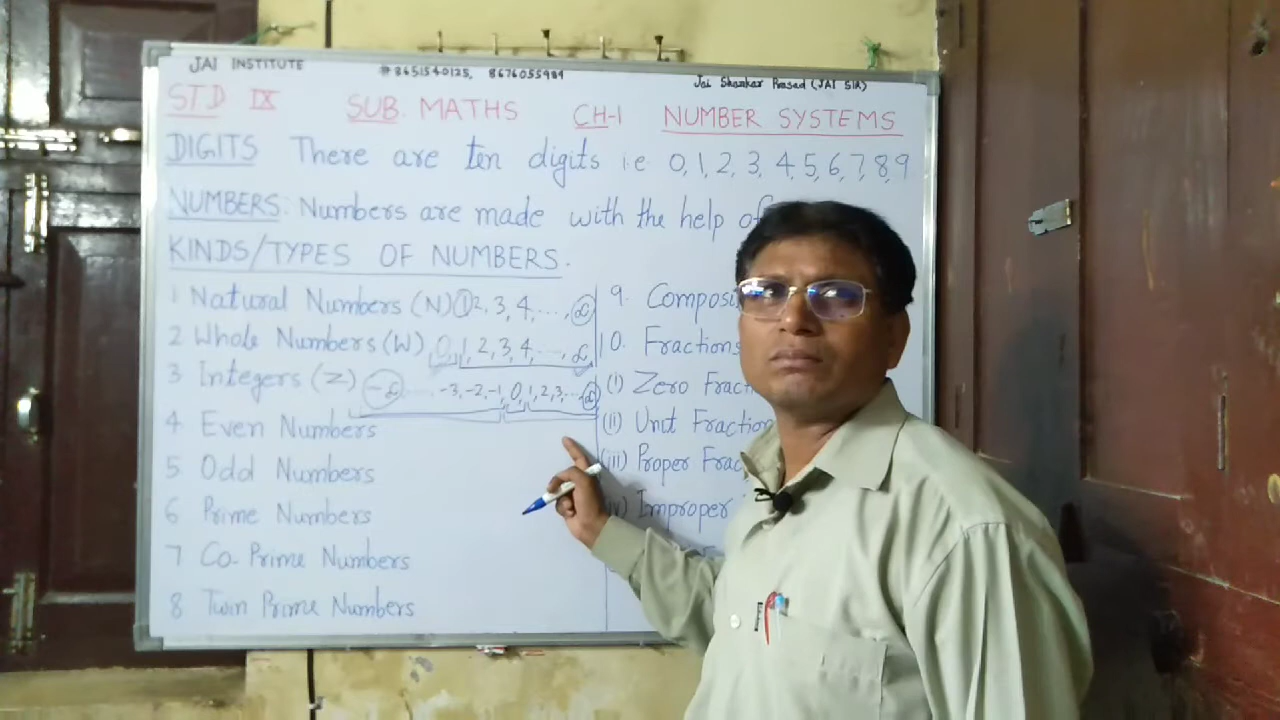 JAI INSTITUTE # 8651540125, 8676055989 Jai Shankar Prasad (JAI SIR)
STD IX SUB. MATHS CH-1 NUMBER SYSTEMS
DIGITS There are ten digits i.e. 0, 1, 2, 3, 4, 5, 6, 7, 8, 9
NUMBERS: Numbers are made with the help of
KINDS/TYPES OF NUMBERS.
1 Natural Numbers (N) 1 2, 3, 4, ...,
2 Whole Numbers (W) 0, 1, 2, 3, 4, ...,
3 Integers (Z) ..... -3, -2, -1, 0, 1, 2, 3, ...
4 Even Numbers
5 Odd Numbers
6 Prime Numbers
7 Co-Prime Numbers
8 Twin Prime Numbers
9. Composi
10. Fractions
(i) Zero Fract
(ii) Unit Fraction
(iii) Proper Frac
(iv) Improper